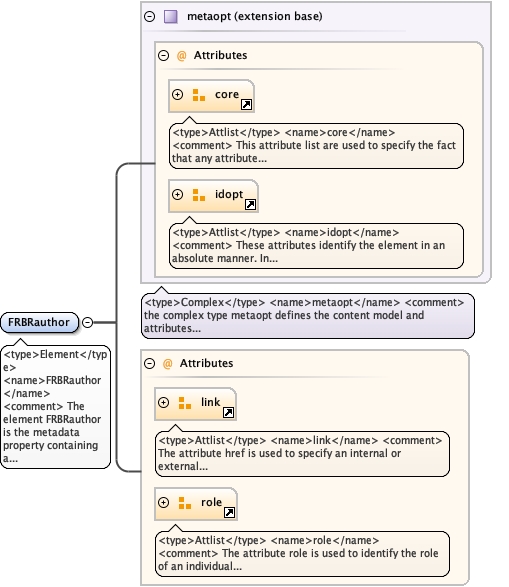 metaopt (extension base)
@ Attributes
core
<type>Attlist</type> <name>core</name>
<comment> This attribute list are used to specify the fact
that any attribute...
idopt
<type>Attlist</type> <name>idopt</name>
<comment> These attributes identify the element in an
absolute manner. In...
<type>Complex</type> <name>metaopt</name> <comment>
the complex type metaopt defines the content model and
attributes...
FRBRauthor
<type>Element</typ
e>
<name>FRBRauthor
</name>
<comment> The
element FRBRauthor
is the metadata
property containing
a...
@ Attributes
link
<type>Attlist</type> <name>link</name> <comment>
The attribute href is used to specify an internal or
external...
role
<type>Attlist</type> <name>role</name>
<comment> The attribute role is used to identify the role
of an individual...